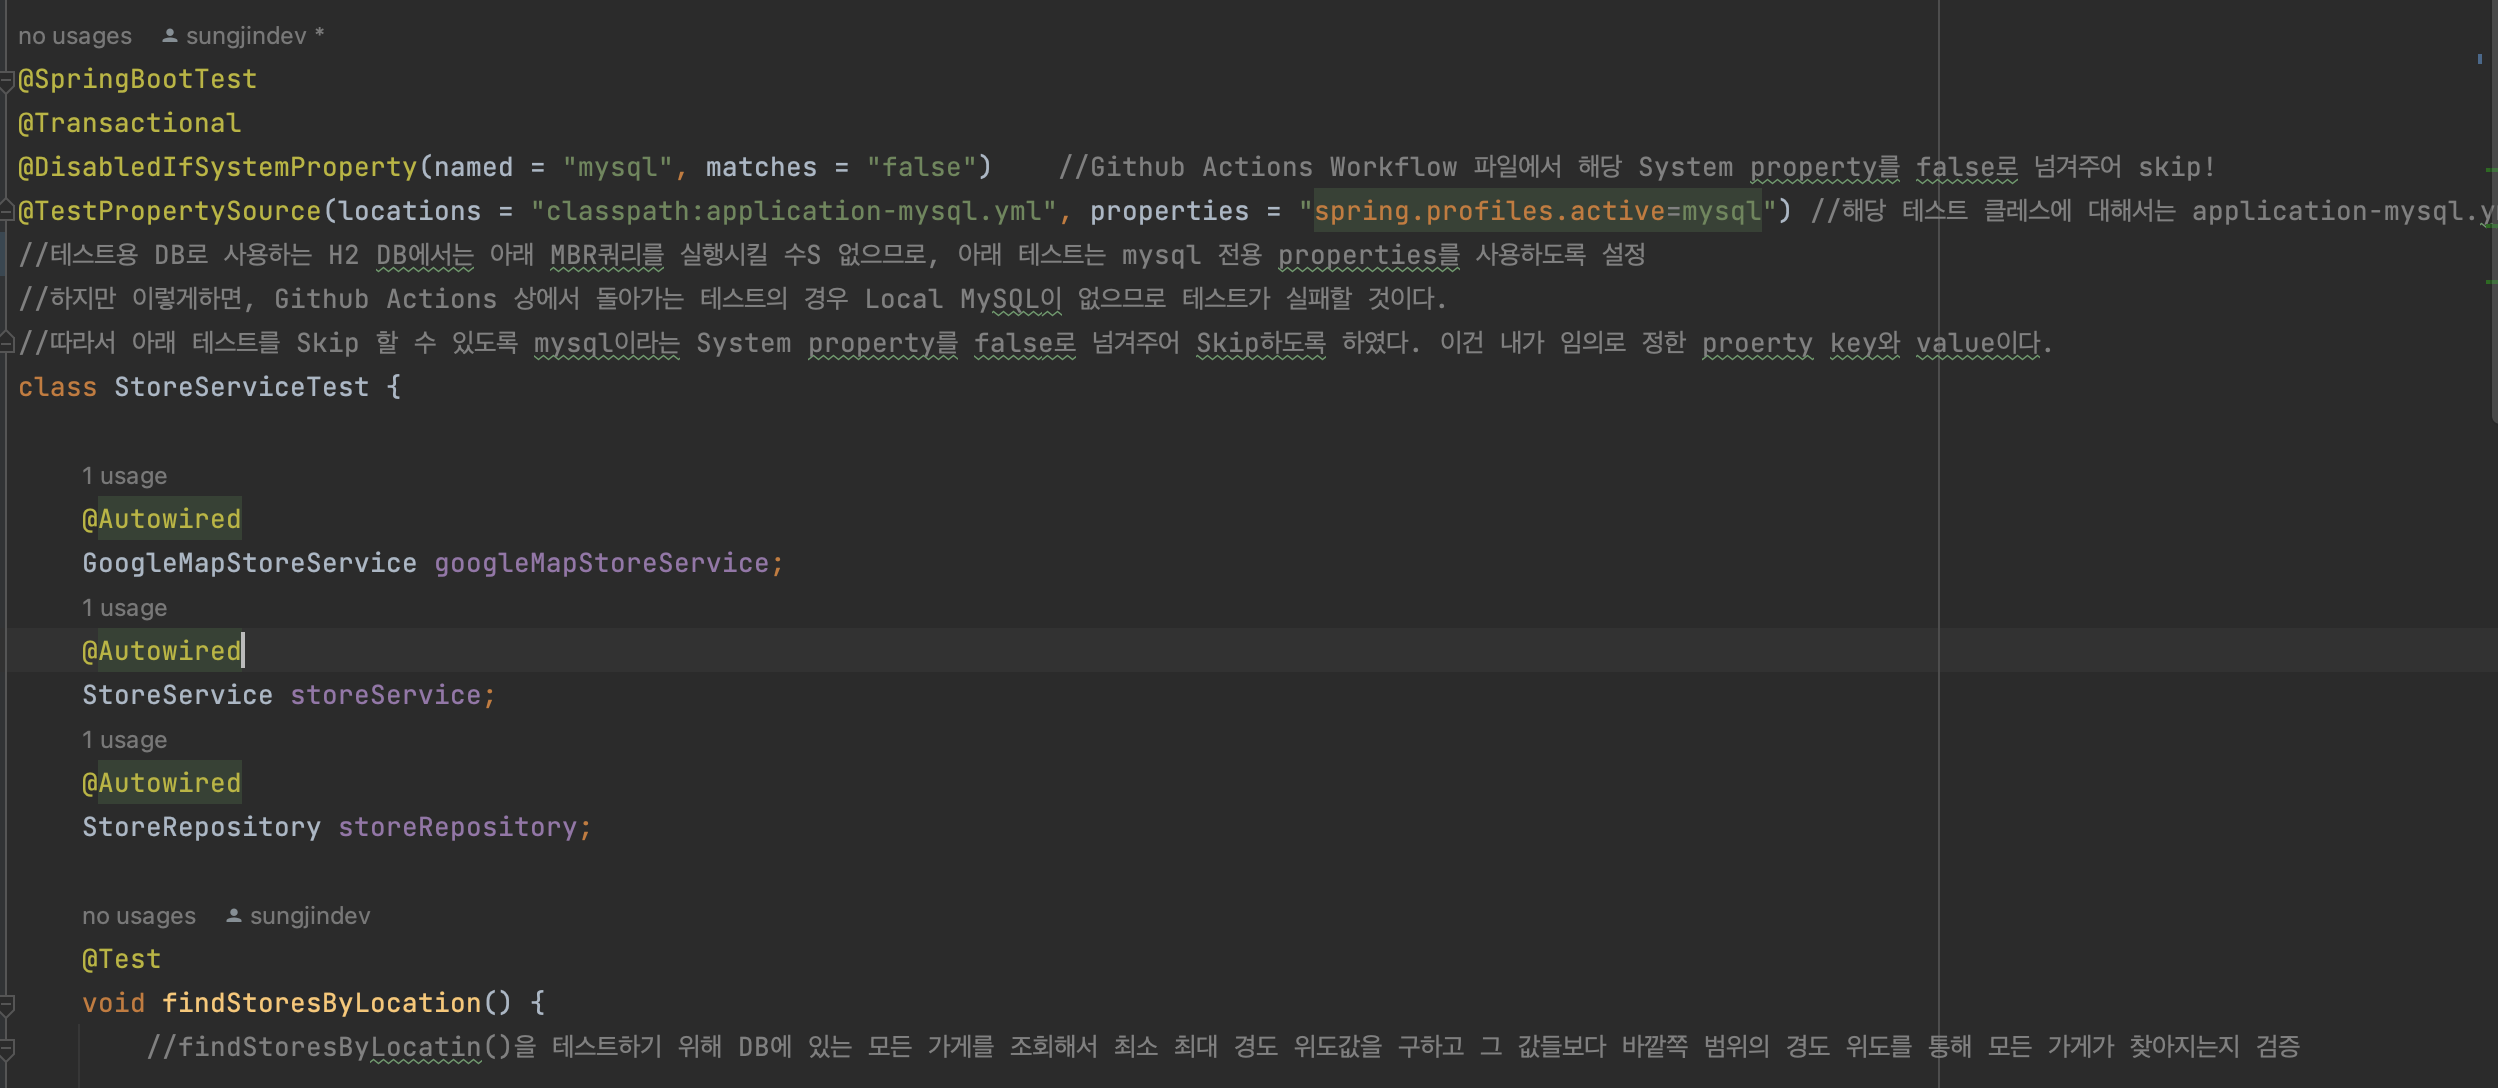 no usages sungjindev *
@SpringBootTest
@Transactional
@DisabledIfSystemProperty(named = "mysql", matches = "false")    //Github Actions Workflow 파일에서 해당 System property를 false로 넘겨주어 skip!
@TestPropertySource(locations = "classpath:application-mysql.yml", properties = "spring.profiles.active=mysql") //해당 테스트 클레스에 대해서는 application-mysql.y
//테스트용 DB로 사용하는 H2 DB에서는 아래 MBR쿼리를 실행시킬 수S 없으므로, 아래 테스트는 mysql 전용 properties를 사용하도록 설정
//하지만 이렇게하면, Github Actions 상에서 돌아가는 테스트의 경우 Local MySQL이 없으므로 테스트가 실패할 것이다.
//따라서 아래 테스트를 Skip 할 수 있도록 mysql이라는 System property를 false로 넘겨주어 Skip하도록 하였다. 이건 내가 임의로 정한 proerty key와 value이다.
class StoreServiceTest {
1 usage
@Autowired
GoogleMapStoreService googleMapStoreService;
1 usage
@Autowired
StoreService storeService;
1 usage
@Autowired
StoreRepository storeRepository;
no usages sungjindev
@Test
void findStoresByLocation() {
//findStoresByLocatin()을 테스트하기 위해 DB에 있는 모든 가게를 조회해서 최소 최대 경도 위도값을 구하고 그 값들보다 바깥쪽 범위의 경도 위도를 통해 모든 가게가 찾아지는지 검증